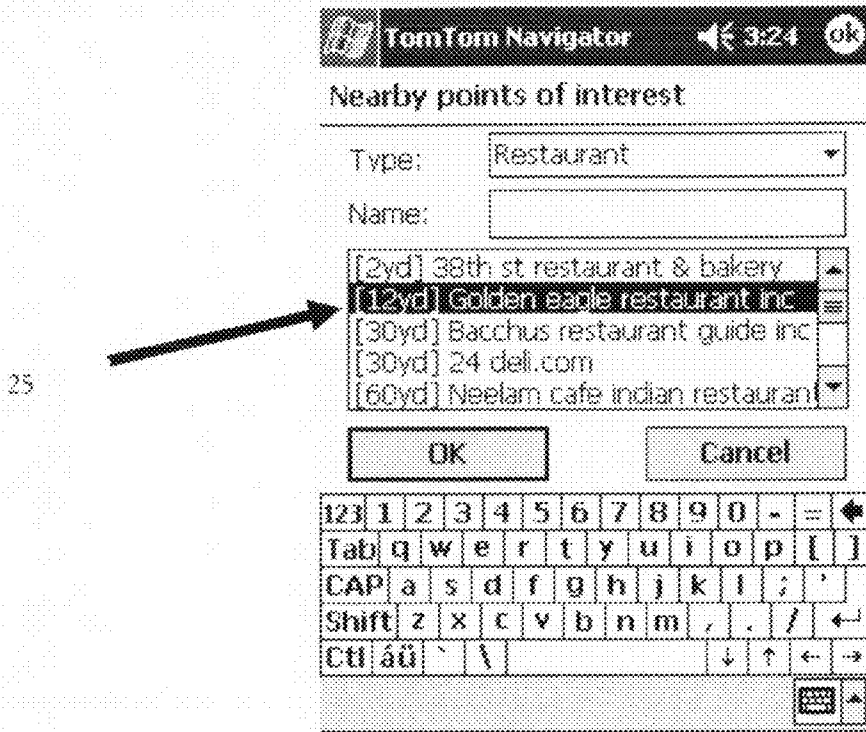 TomTom Navigator 3:24 ok
Nearby points of interest
Type: Restaurant
Name:
[2yd] 38th st restaurant & bakery
[12yd] Golden eagle restaurant inc
[30yd] Bacchus restaurant guide inc
[30yd] 24 deli.com
[60yd] Neelam cafe indian restauran
25
OK Cancel
123 1 2 3 4 5 6 7 8 9 0 - =
Tab q w e r t y u i o p [ ]
CAP a s d f g h j k l ; '
Shift z x c v b n m , . /
Ctl áü ` \ ↓ ↑ ← →